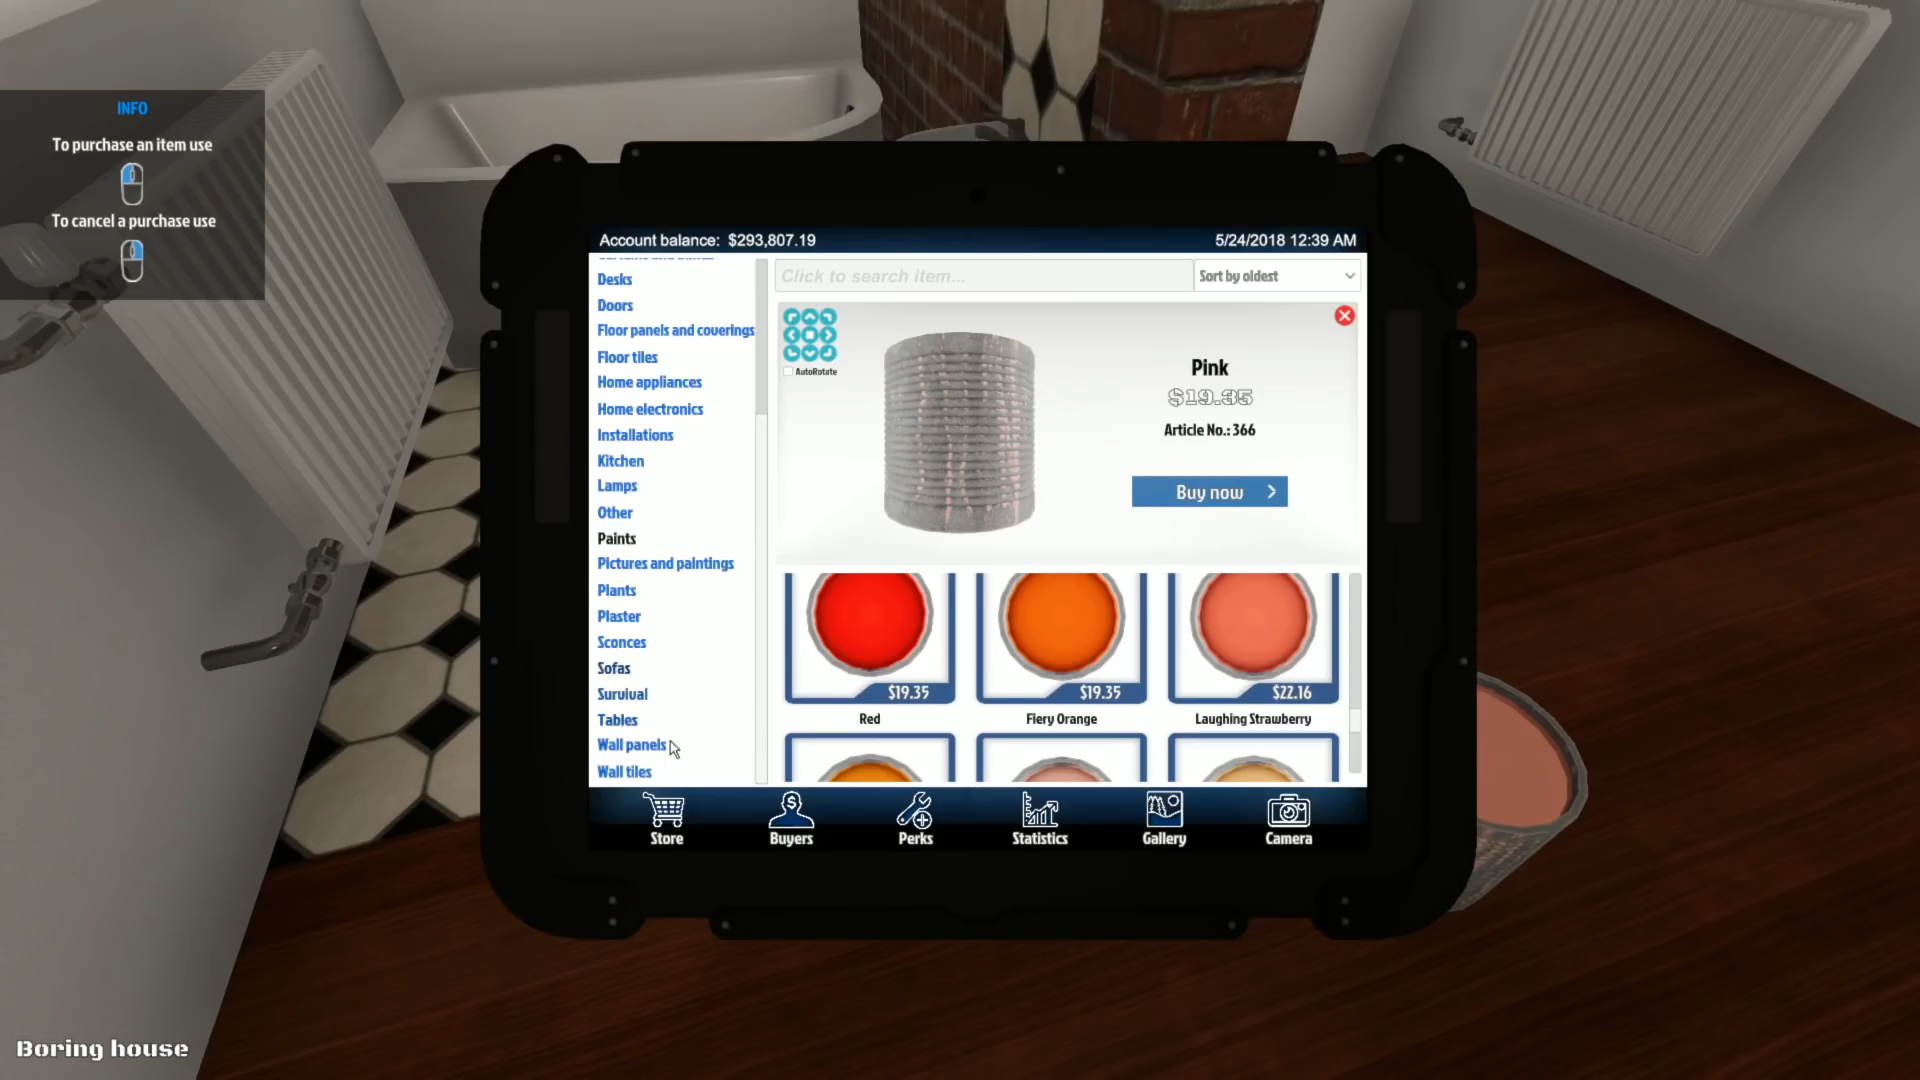 INFO
To purchase an item use
To cancel a purchase use
Account balance: $293,807.19
5/24/2018 12:39 AM
Desks
Doors
Floor panels and coverings
Floor tiles
Home appliances
Home electronics
Installations
Kitchen
Lamps
Other
Paints
Pictures and paintings
Plants
Plaster
Sconces
Sofas
Survival
Tables
Wall panels
Wall tiles
Click to search item...
Sort by oldest
AutoRotate
Pink
$19.35
Article No.: 366
Buy now
$19.35
$19.35
$22.16
Red
Fiery Orange
Laughing Strawberry
Store
Buyers
Perks
Statistics
Gallery
Camera
Boring house